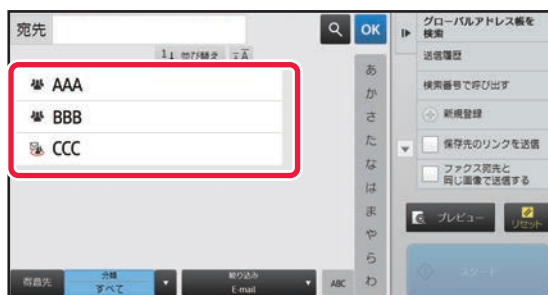 宛先
OK
1↓ 並び替え
AAA
BBB
CCC
あ
か
さ
た
な
は
ま
や
ら
わ
得意先
分類
すべて
絞り込み
E-mail
ABC
グローバルアドレス帳を
検索
送信履歴
検索番号で呼び出す
新規登録
保存先のリンクを送信
ファクス宛先と
同じ画像で送信する
プレビュー
リセット
スタート